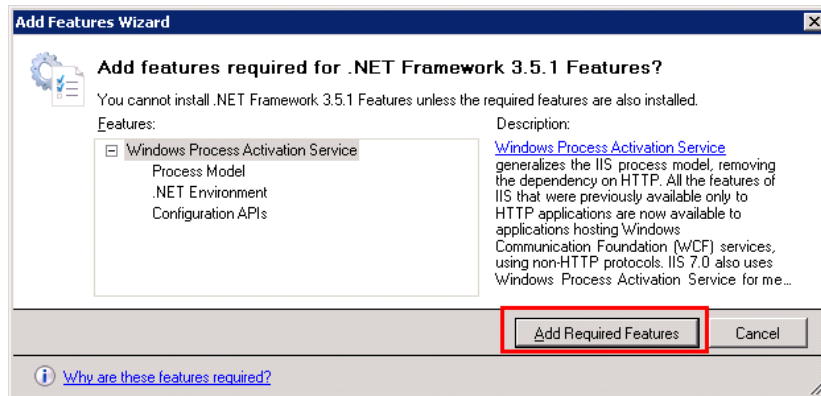 Add Features Wizard
Add features required for .NET Framework 3.5.1 Features?
You cannot install .NET Framework 3.5.1 Features unless the required features are also installed.
Features:
Windows Process Activation Service
Process Model
.NET Environment
Configuration APIs
Description:
Windows Process Activation Service
generalizes the IIS process model, removing
the dependency on HTTP. All the features of
IIS that were previously available only to
HTTP applications are now available to
applications hosting Windows
Communication Foundation (WCF) services,
using non-HTTP protocols. IIS 7.0 also uses
Windows Process Activation Service for me...
Add Required Features
Cancel
Why are these features required?